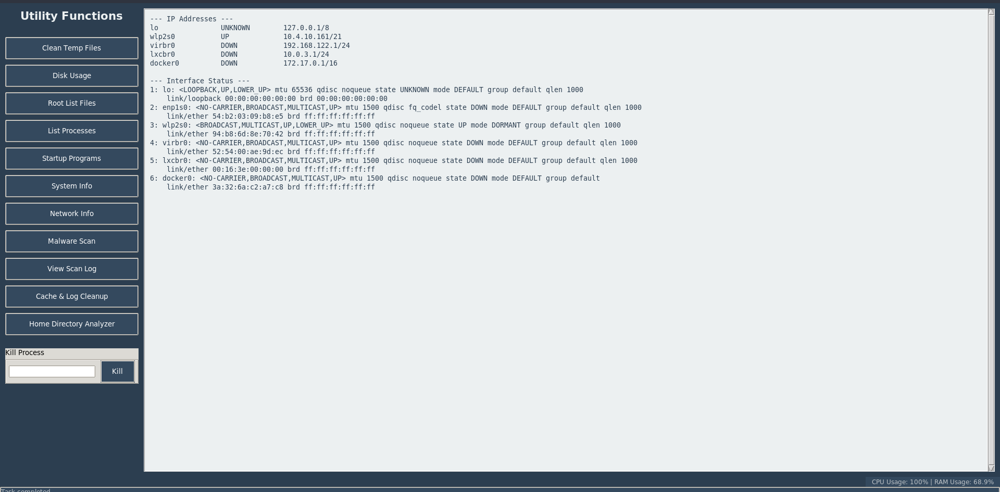 Utility Functions
Clean Temp Files
Disk Usage
Root List Files
List Processes
Startup Programs
System Info
Network Info
Malware Scan
View Scan Log
Cache & Log Cleanup
Home Directory Analyzer
Kill Process
Kill
--- IP Addresses ---
lo               UNKNOWN        127.0.0.1/8
wlp2s0           UP             10.4.10.161/21
virbr0           DOWN           192.168.122.1/24
lxcbr0           DOWN           10.0.3.1/24
docker0          DOWN           172.17.0.1/16
--- Interface Status ---
1: lo: <LOOPBACK,UP,LOWER_UP> mtu 65536 qdisc noqueue state UNKNOWN mode DEFAULT group default qlen 1000
    link/loopback 00:00:00:00:00:00 brd 00:00:00:00:00:00
2: enp1s0: <NO-CARRIER,BROADCAST,MULTICAST,UP> mtu 1500 qdisc fq_codel state DOWN mode DEFAULT group default qlen 1000
    link/ether 54:b2:03:09:b8:e5 brd ff:ff:ff:ff:ff:ff
3: wlp2s0: <BROADCAST,MULTICAST,UP,LOWER_UP> mtu 1500 qdisc noqueue state UP mode DORMANT group default qlen 1000
    link/ether 94:b8:6d:8e:70:42 brd ff:ff:ff:ff:ff:ff
4: virbr0: <NO-CARRIER,BROADCAST,MULTICAST,UP> mtu 1500 qdisc noqueue state DOWN mode DEFAULT group default qlen 1000
    link/ether 52:54:00:ae:9d:ec brd ff:ff:ff:ff:ff:ff
5: lxcbr0: <NO-CARRIER,BROADCAST,MULTICAST,UP> mtu 1500 qdisc noqueue state DOWN mode DEFAULT group default qlen 1000
    link/ether 00:16:3e:00:00:00 brd ff:ff:ff:ff:ff:ff
6: docker0: <NO-CARRIER,BROADCAST,MULTICAST,UP> mtu 1500 qdisc noqueue state DOWN mode DEFAULT group default
    link/ether 3a:32:6a:c2:a7:c8 brd ff:ff:ff:ff:ff:ff
CPU Usage: 100% | RAM Usage: 68.9%
Task completed